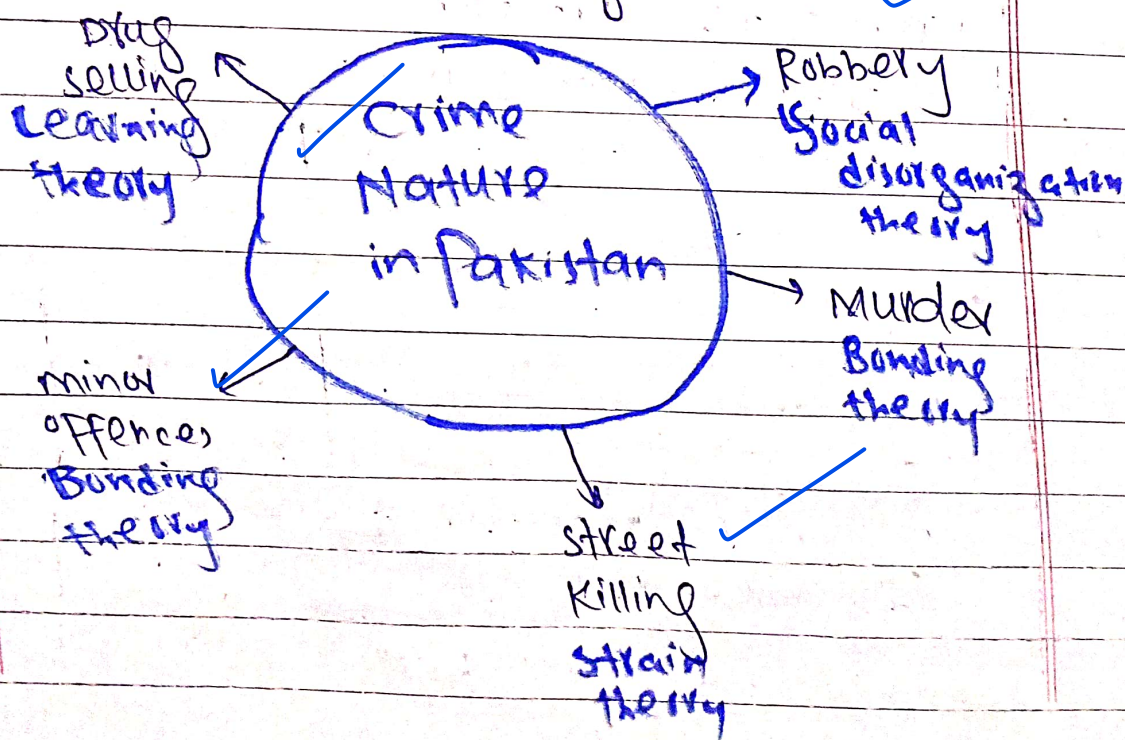 Crime
Nature
in Pakistan
Drug
selling
Learning
theory
Robbery
Social
disorganization
theory
Murder
Bonding
theory
street
Killing
strain
theory
minor
offences
Bonding
theory